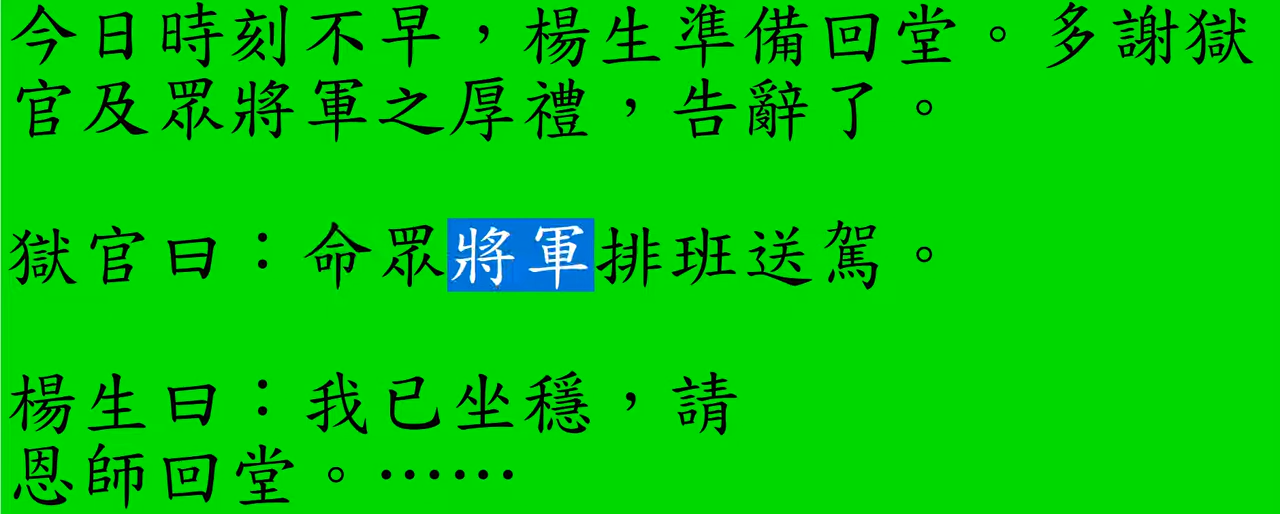 今日時刻不早，楊生準備回堂。多謝獄
官及眾將軍之厚禮，告辭了。
獄官曰：命眾將軍排班送駕。
楊生曰：我已坐穩，請
恩師回堂。⋯⋯